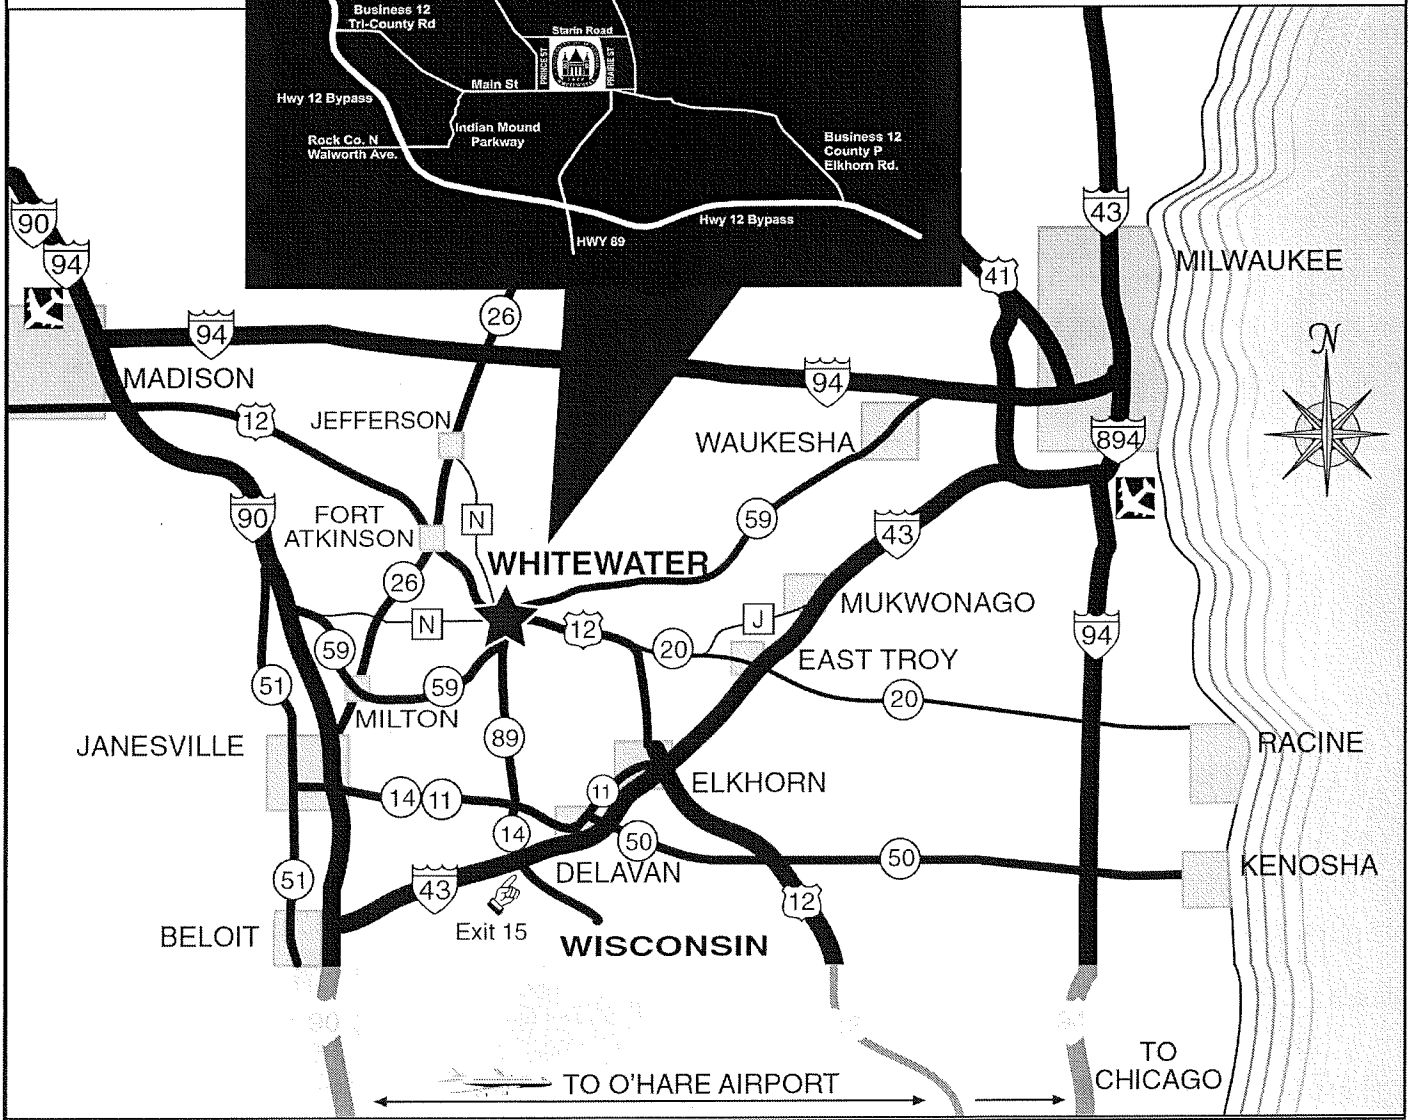 Business 12
Tri-County Rd
Starin Road
PRINCE ST
PRAIRIE ST
Main St
Hwy 12 Bypass
Indian Mound
Parkway
Rock Co. N
Walworth Ave.
Business 12
County P
Elkhorn Rd.
Hwy 12 Bypass
HWY 89
90
94
43
41
MILWAUKEE
26
94
N
94
MADISON
12
JEFFERSON
WAUKESHA
894
90
FORT
ATKINSON
N
59
43
WHITEWATER
26
N
12
J
MUKWONAGO
94
59
20
EAST TROY
51
59
20
MILTON
89
JANESVILLE
RACINE
14
11
11
ELKHORN
14
50
50
51
43
DELAVAN
KENOSHA
12
Exit 15
BELOIT
WISCONSIN
90
TO
CHICAGO
TO O'HARE AIRPORT